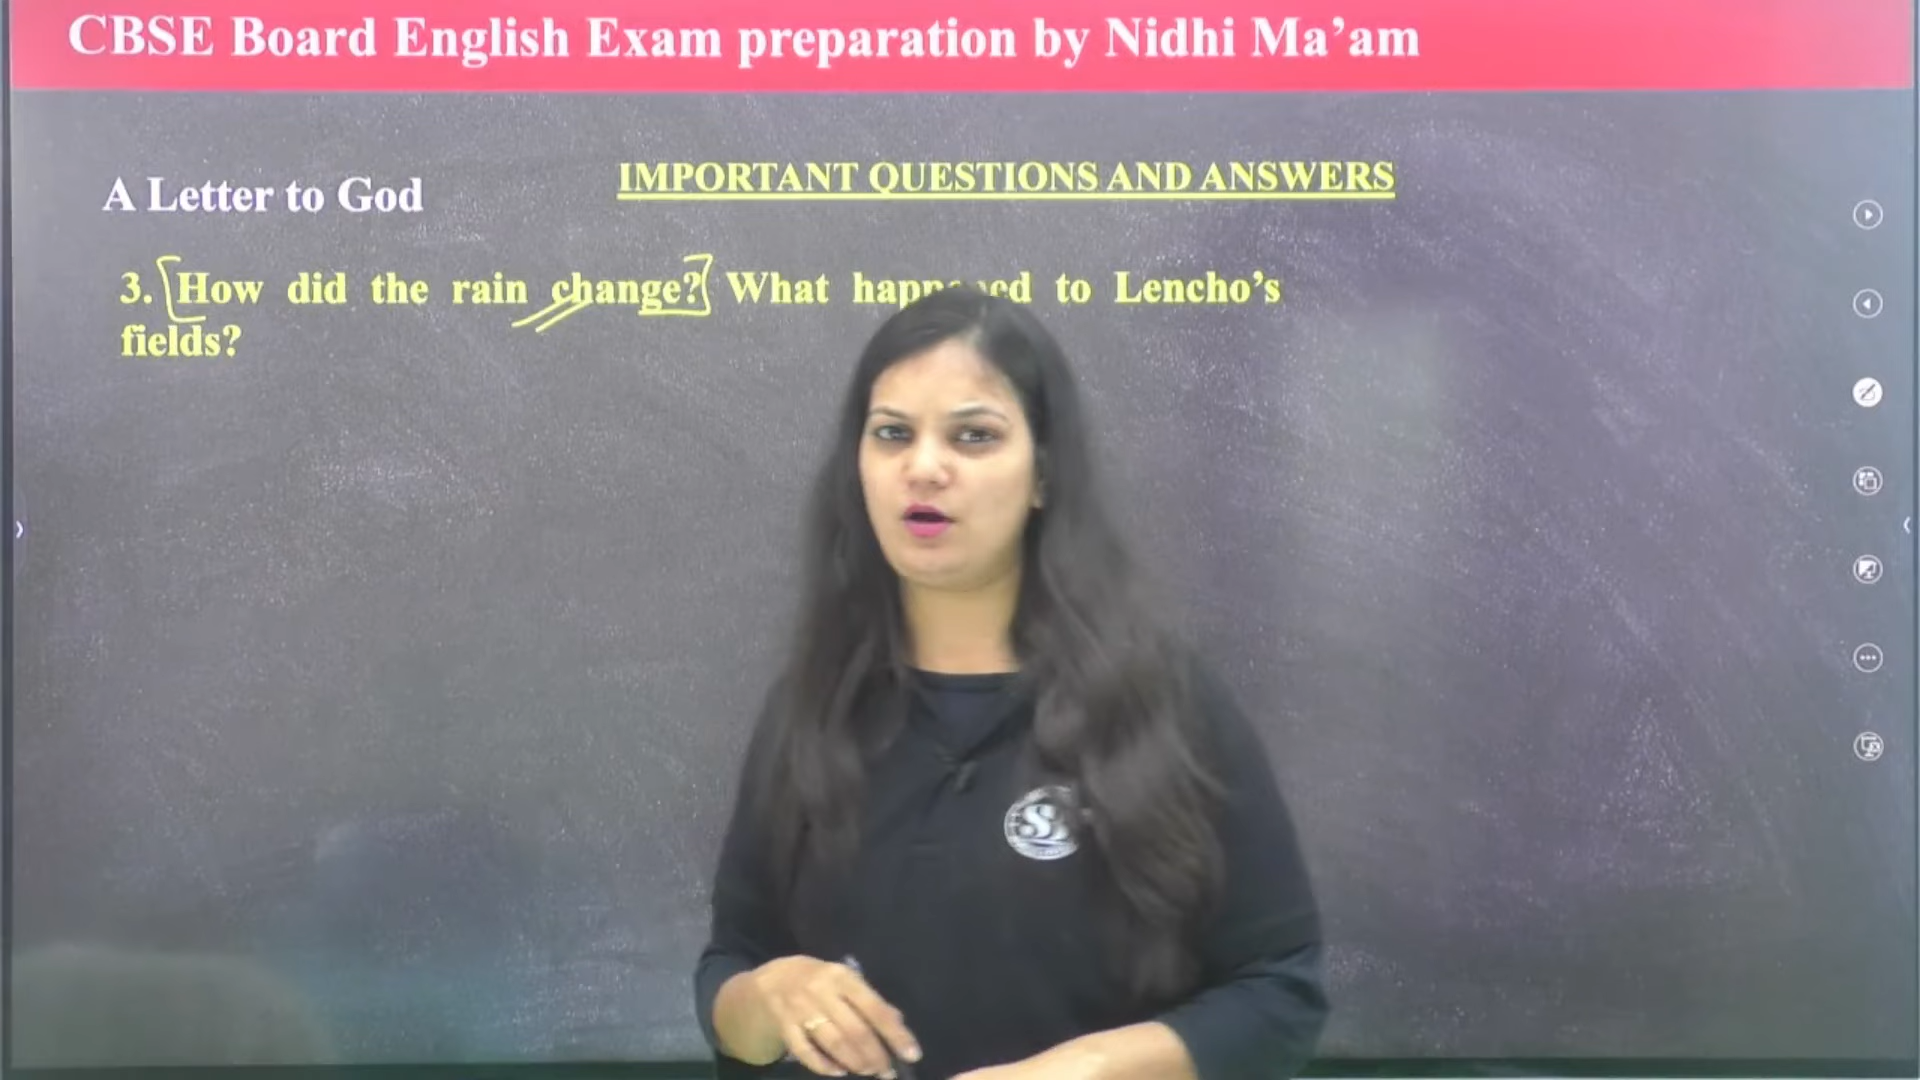 CBSE Board English Exam preparation by Nidhi Ma'am
IMPORTANT QUESTIONS AND ANSWERS
A Letter to God
3. How did the rain change? What to Lencho's
fields?